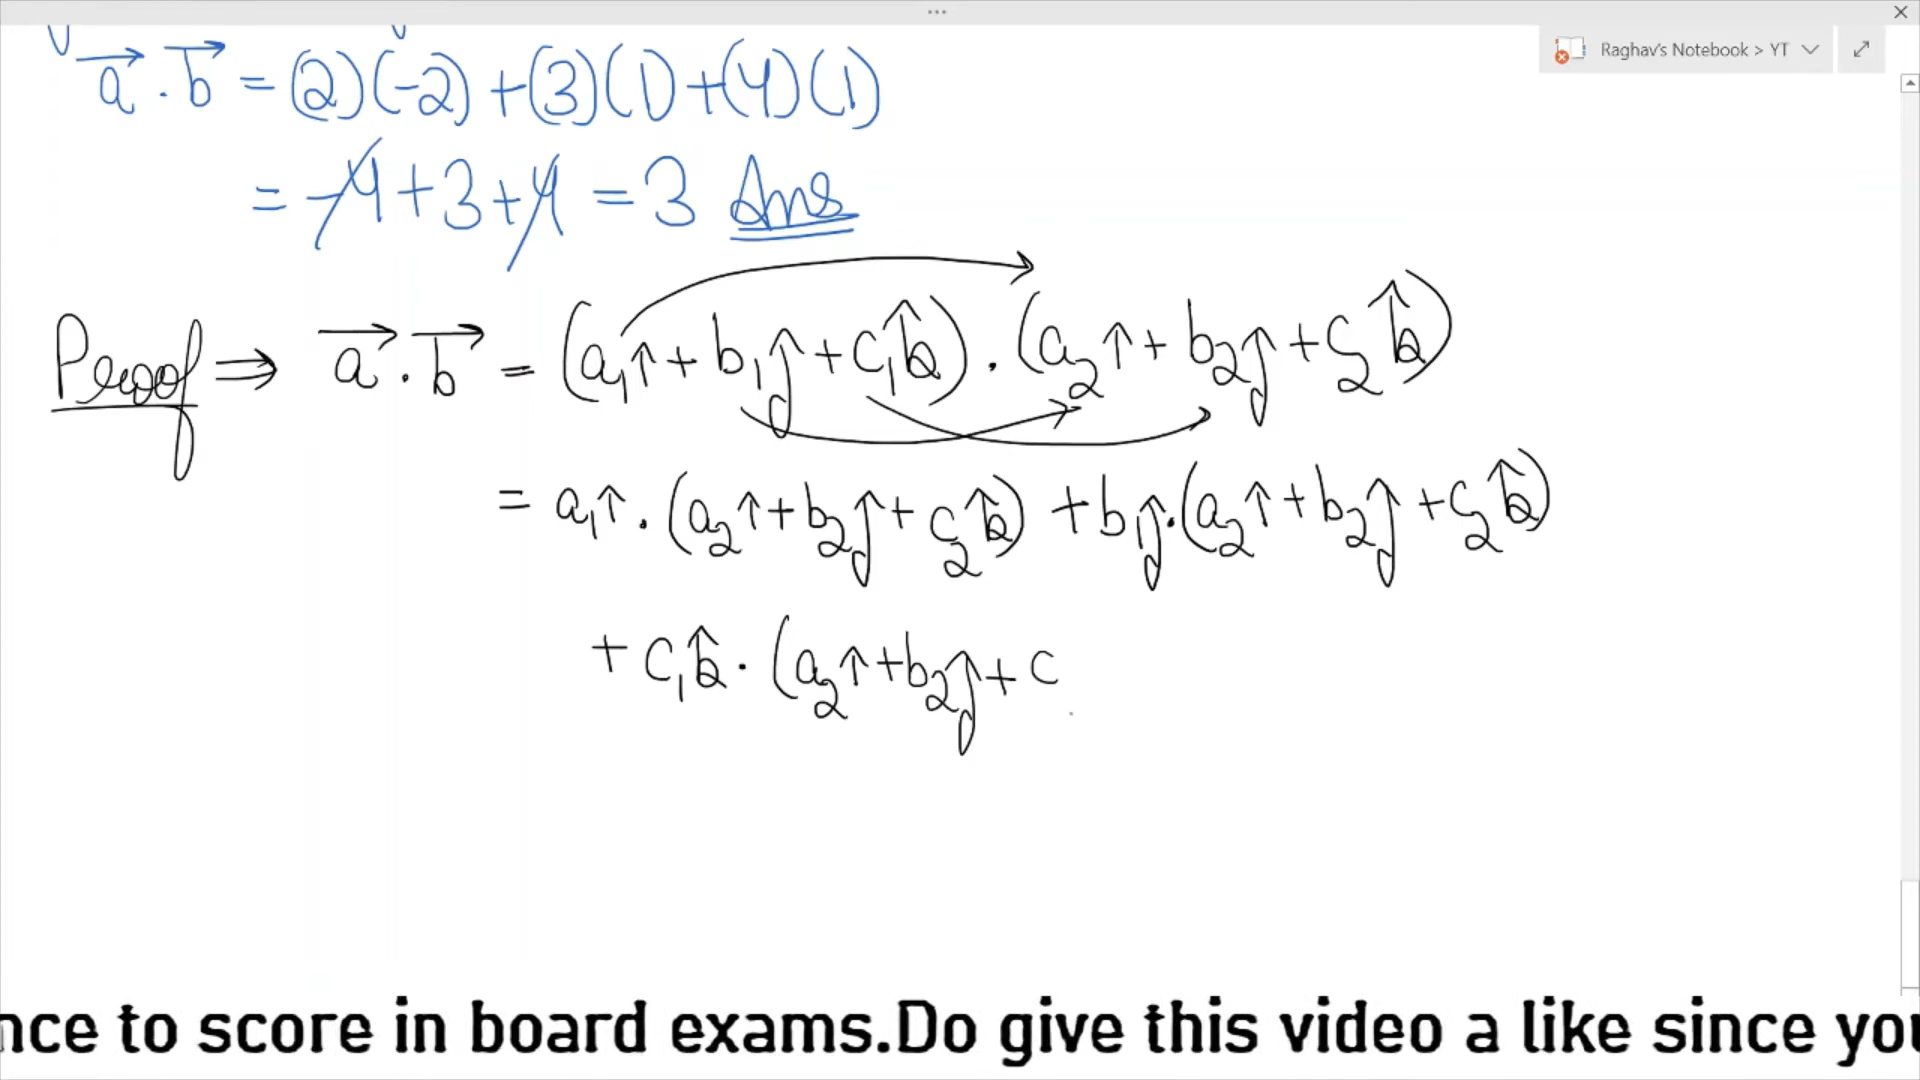 Raghav's Notebook > YT
a⃗ . b⃗ = (2)(-2) + (3)(1) + (4)(1)
= -4 + 3 + 4 = 3 Ans
Proof ⇒ a⃗ . b⃗ = (a₁î + b₁ĵ + c₁k̂) . (a₂î + b₂ĵ + c₂k̂)
= a₁î . (a₂î + b₂ĵ + c₂k̂) + b₁ĵ . (a₂î + b₂ĵ + c₂k̂)
+ c₁k̂ . (a₂î + b₂ĵ + c
nce to score in board exams.Do give this video a like since you